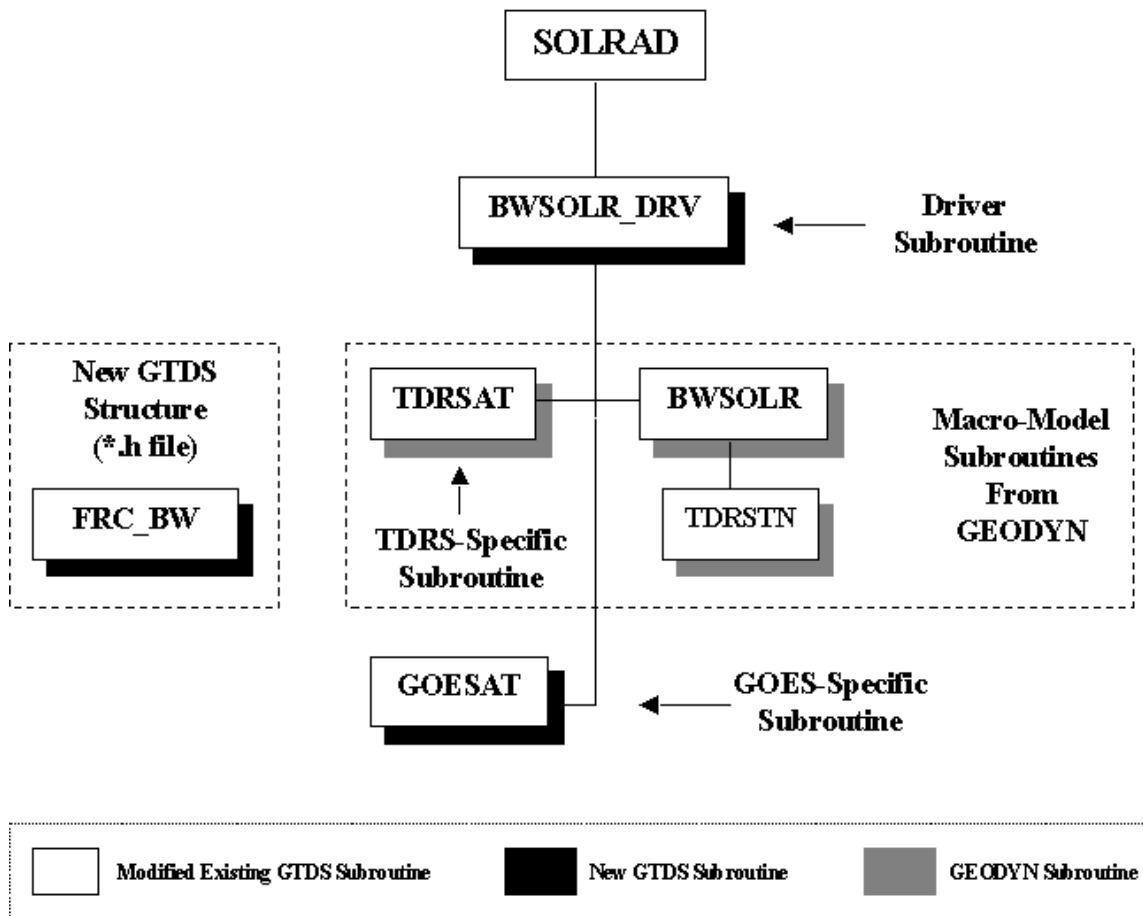 SOLRAD
BWSOLR_DRV
Driver
Subroutine
New GTDS
Structure
(*.h file)
FRC_BW
TDRSAT
BWSOLR
TDRSTN
TDRS-Specific
Subroutine
Macro-Model
Subroutines
From
GEODYN
GOESAT
GOES-Specific
Subroutine
Modified Existing GTDS Subroutine
New GTDS Subroutine
GEODYN Subroutine